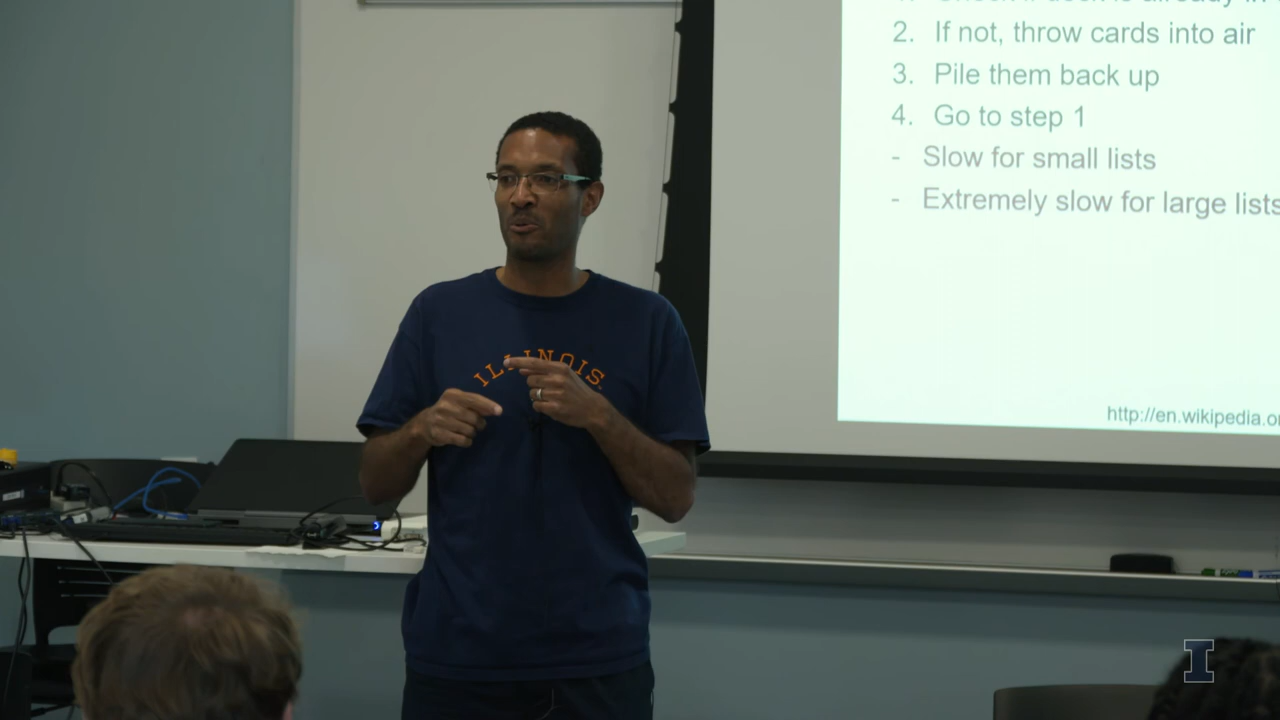 2. If not, throw cards into air
3. Pile them back up
4. Go to step 1
- Slow for small lists
- Extremely slow for large lists
http://en.wikipedia.or
ILLINOIS
I